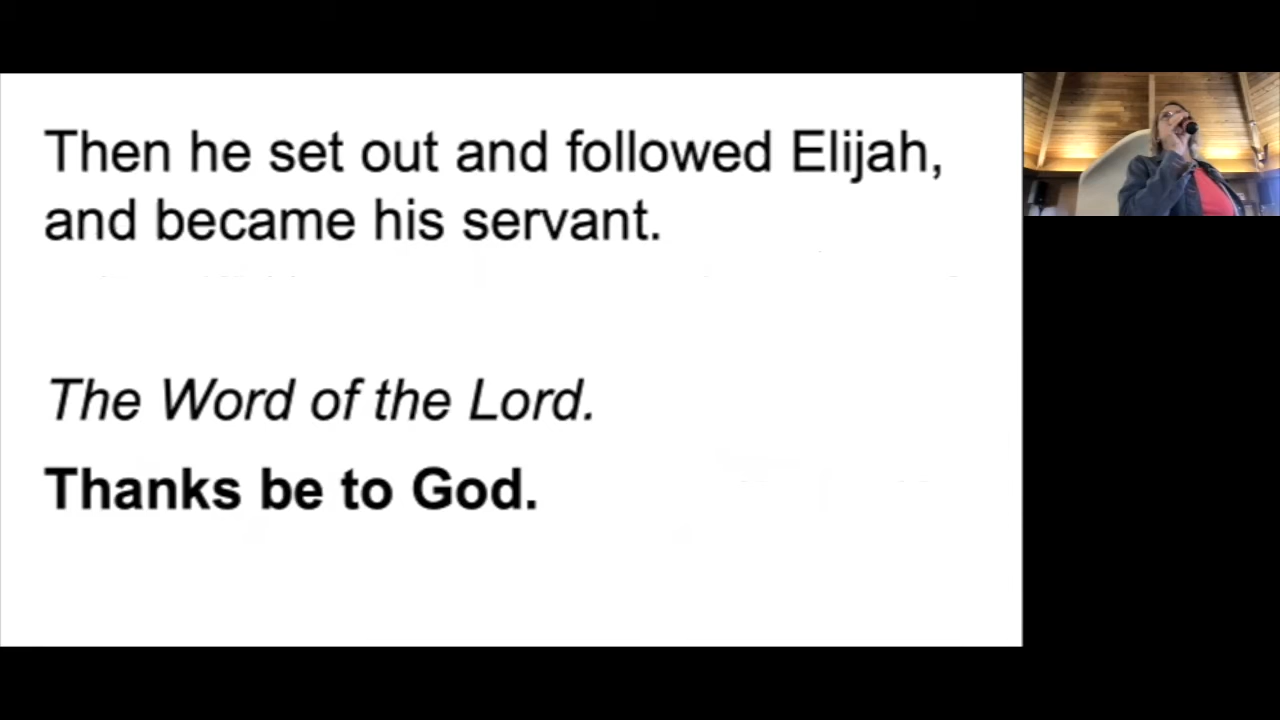 Then he set out and followed Elijah,
and became his servant.
The Word of the Lord.
Thanks be to God.